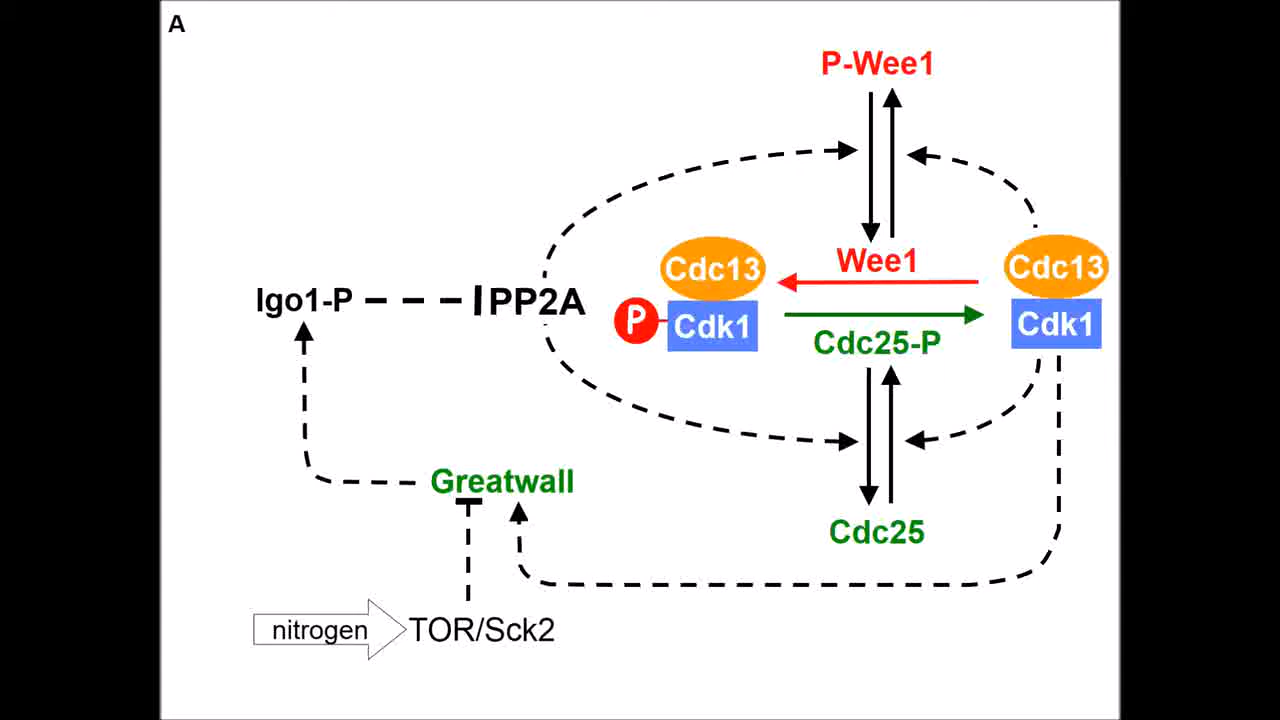 A
P-Wee1
Wee1
Cdc13
Cdc13
Igo1-P
PP2A
P
Cdk1
Cdk1
Cdc25-P
Greatwall
Cdc25
nitrogen
TOR/Sck2